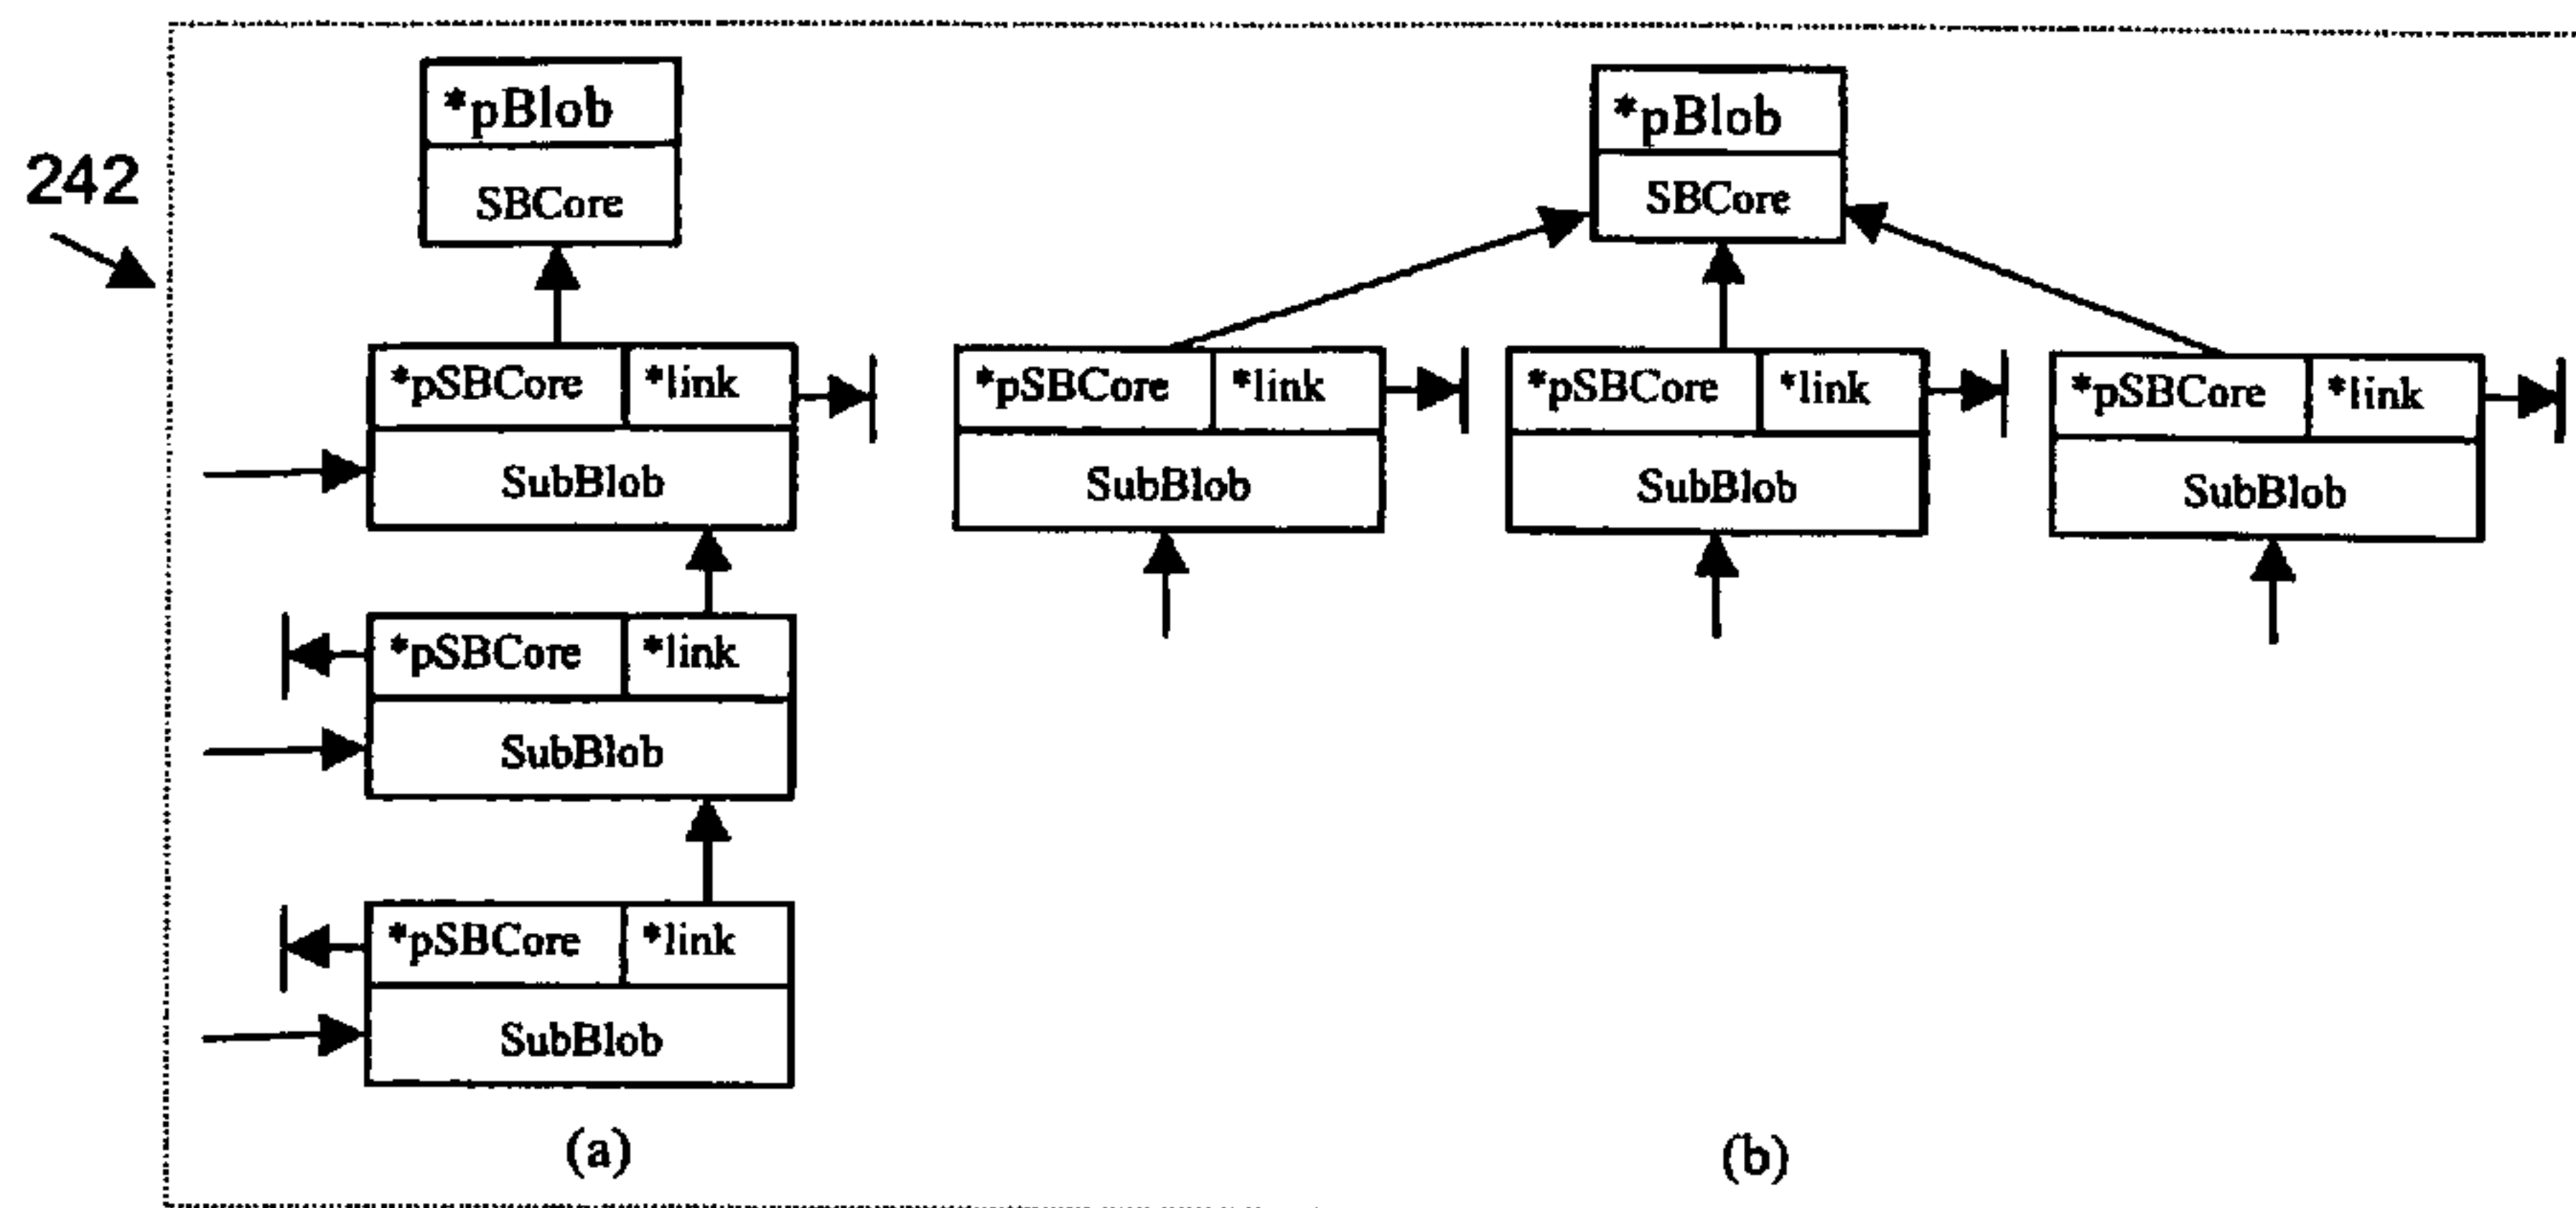 242
*pBlob
SBCore
*pSBCore *link
SubBlob
*pSBCore *link
SubBlob
*pSBCore *link
SubBlob
(a)
*pBlob
SBCore
*pSBCore *link *pSBCore *link *pSBCore *link
SubBlob SubBlob SubBlob
(b)